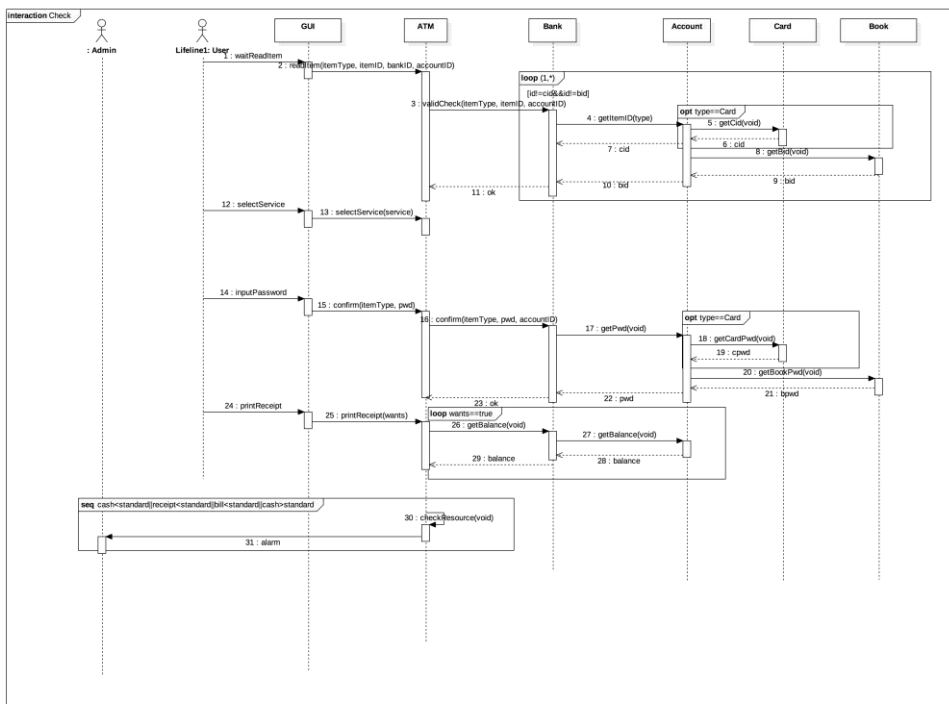 interaction Check
: Admin
Lifeline1: User
GUI
ATM
Bank
Account
Card
Book
1 : waitReadItem
2 : readItem(itemType, itemID, bankID, accountID)
loop (1,*)
[id!=cid&&id!=bid]
3 : validCheck(itemType, itemID, accountID)
opt type==Card
4 : getItemID(type)
5 : getCid(void)
6 : cid
7 : cid
8 : getBid(void)
9 : bid
10 : bid
11 : ok
12 : selectService
13 : selectService(service)
14 : inputPassword
15 : confirm(itemType, pwd)
16 : confirm(itemType, pwd, accountID)
opt type==Card
17 : getPwd(void)
18 : getCardPwd(void)
19 : cpwd
20 : getBookPwd(void)
21 : bpwd
22 : pwd
23 : ok
24 : printReceipt
25 : printReceipt(wants)
loop wants==true
26 : getBalance(void)
27 : getBalance(void)
28 : balance
29 : balance
seq cash<standard||receipt<standard||bill<standard||cash>standard
30 : checkResource(void)
31 : alarm